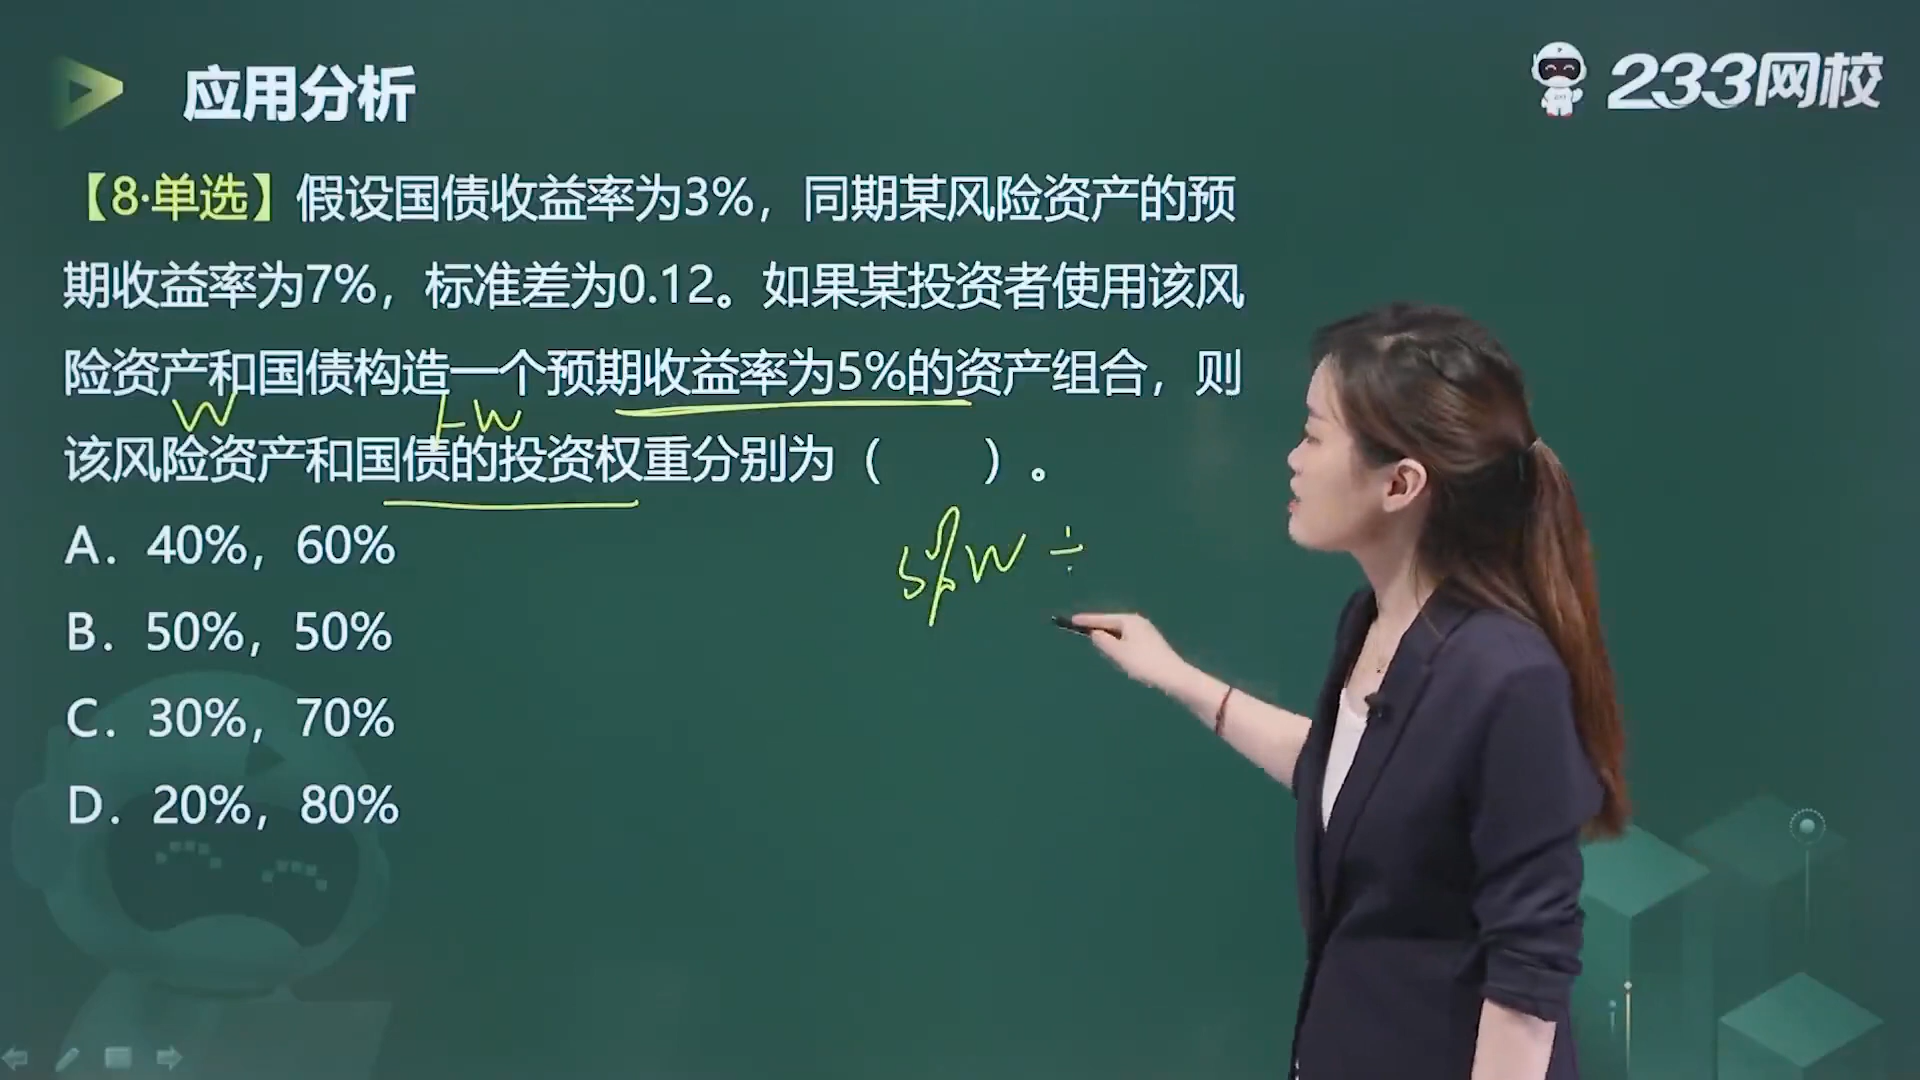 应用分析
233网校
【8·单选】假设国债收益率为3%，同期某风险资产的预
期收益率为7%，标准差为0.12。如果某投资者使用该风
险资产和国债构造一个预期收益率为5%的资产组合，则
W 1-W
该风险资产和国债的投资权重分别为（  ）。
A．40%，60%
5%W ÷
B．50%，50%
C．30%，70%
D．20%，80%